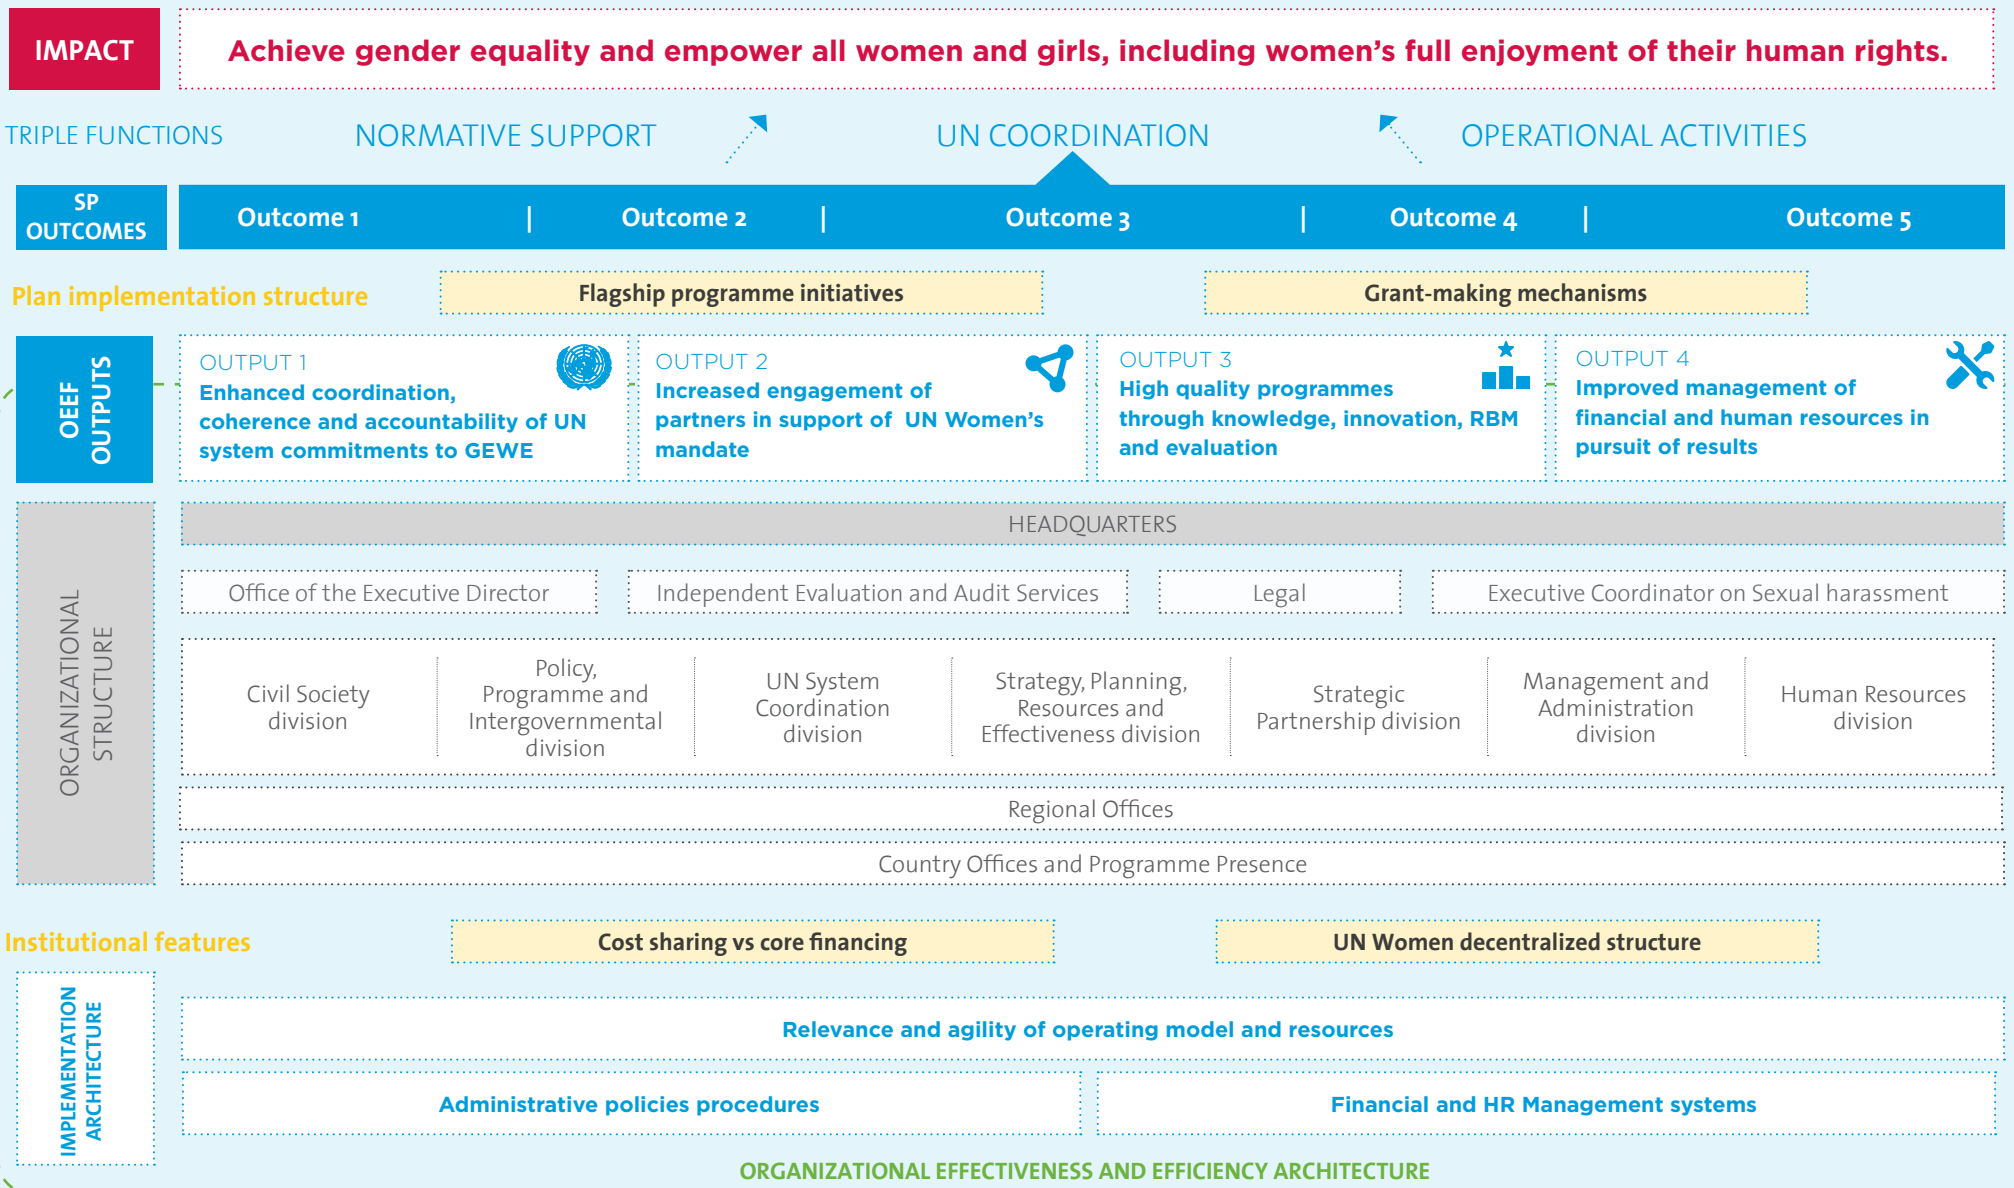 IMPACT
Achieve gender equality and empower all women and girls, including women’s full enjoyment of their human rights.
TRIPLE FUNCTIONS
NORMATIVE SUPPORT
UN COORDINATION
OPERATIONAL ACTIVITIES
SP
OUTCOMES
Outcome 1 | Outcome 2 | Outcome 3 | Outcome 4 | Outcome 5
Plan implementation structure
Flagship programme initiatives
Grant-making mechanisms
OEEF
OUTPUTS
OUTPUT 1
Enhanced coordination,
coherence and accountability of UN
system commitments to GEWE
OUTPUT 2
Increased engagement of
partners in support of UN Women’s
mandate
OUTPUT 3
High quality programmes
through knowledge, innovation, RBM
and evaluation
OUTPUT 4
Improved management of
financial and human resources in
pursuit of results
ORGANIZATIONAL
STRUCTURE
HEADQUARTERS
Office of the Executive Director
Independent Evaluation and Audit Services
Legal
Executive Coordinator on Sexual harassment
Civil Society
division
Policy,
Programme and
Intergovernmental
division
UN System
Coordination
division
Strategy, Planning,
Resources and
Effectiveness division
Strategic
Partnership division
Management and
Administration
division
Human Resources
division
Regional Offices
Country Offices and Programme Presence
Institutional features
Cost sharing vs core financing
UN Women decentralized structure
IMPLEMENTATION
ARCHITECTURE
Relevance and agility of operating model and resources
Administrative policies procedures
Financial and HR Management systems
ORGANIZATIONAL EFFECTIVENESS AND EFFICIENCY ARCHITECTURE